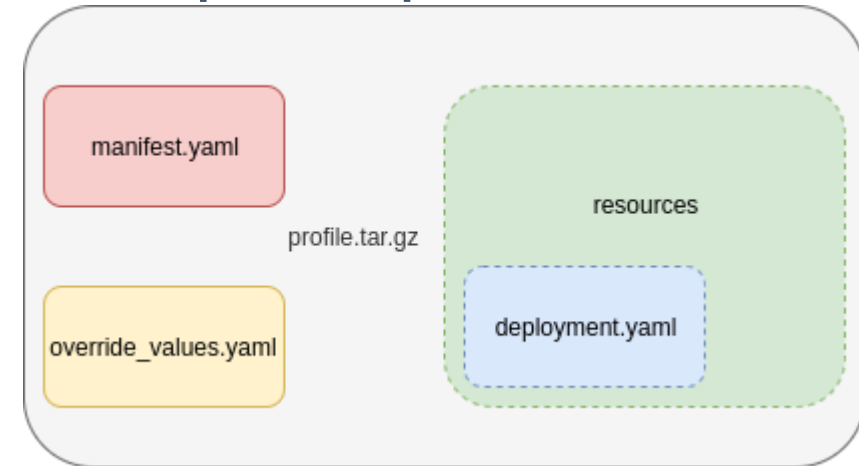 manifest.yaml
resources
profile.tar.gz
deployment.yaml
override_values.yaml